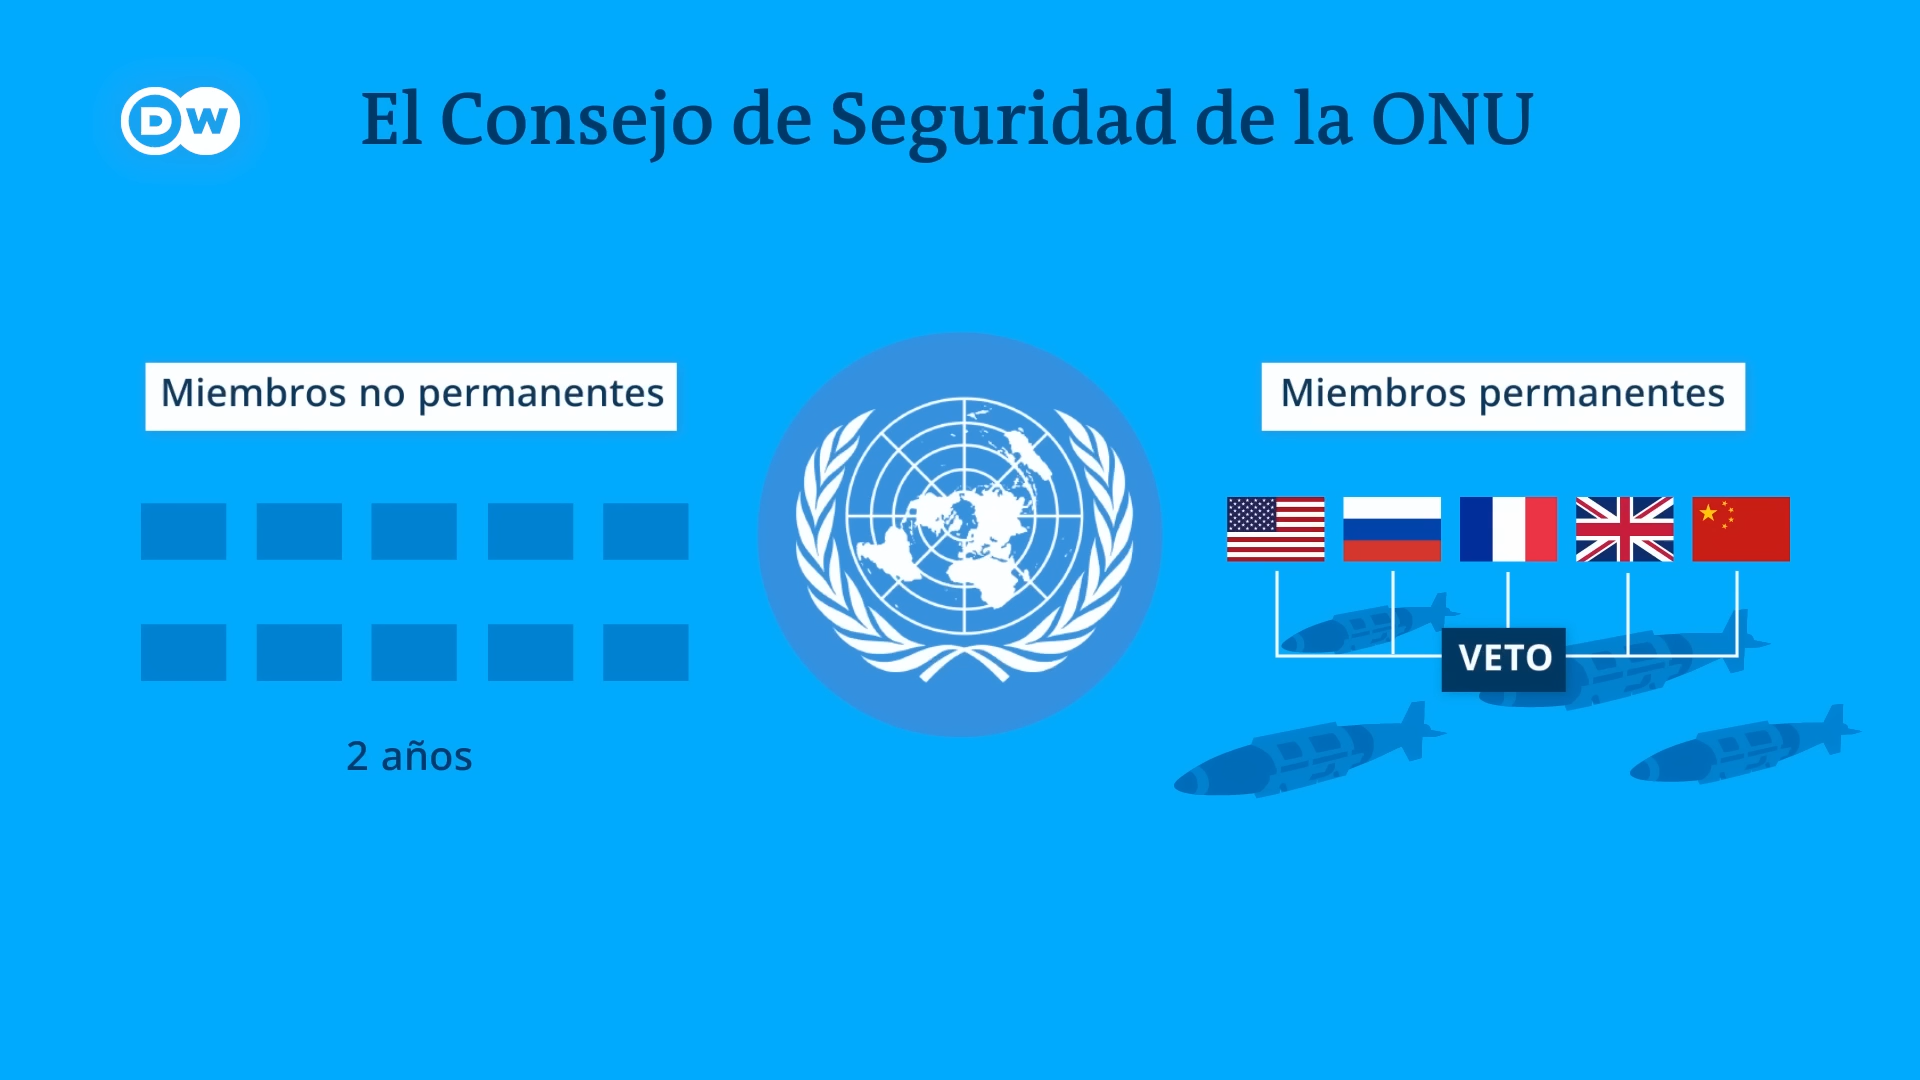 DW
El Consejo de Seguridad de la ONU
Miembros no permanentes
Miembros permanentes
VETO
2 años